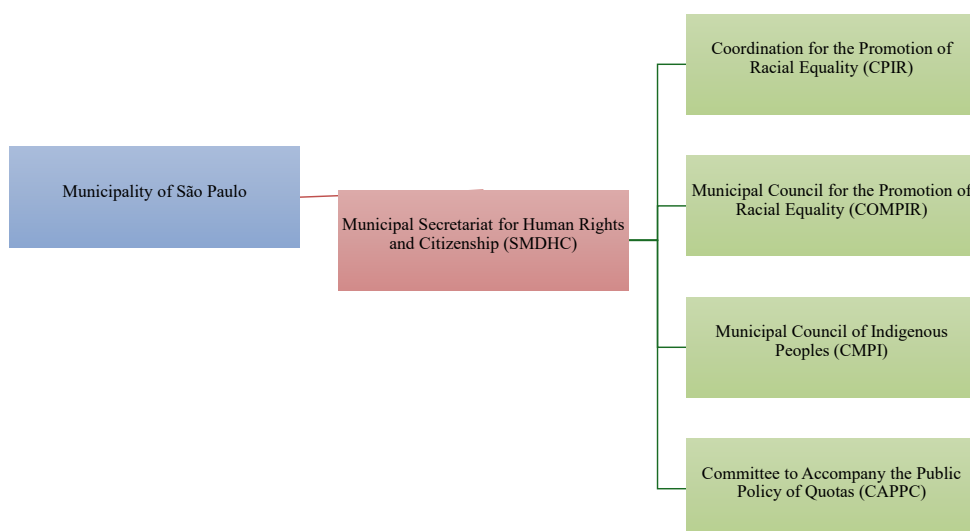 Municipality of São Paulo
Municipal Secretariat for Human Rights
and Citizenship (SMDHC)
Coordination for the Promotion of
Racial Equality (CPIR)
Municipal Council for the Promotion of
Racial Equality (COMPIR)
Municipal Council of Indigenous
Peoples (CMPI)
Committee to Accompany the Public
Policy of Quotas (CAPPC)